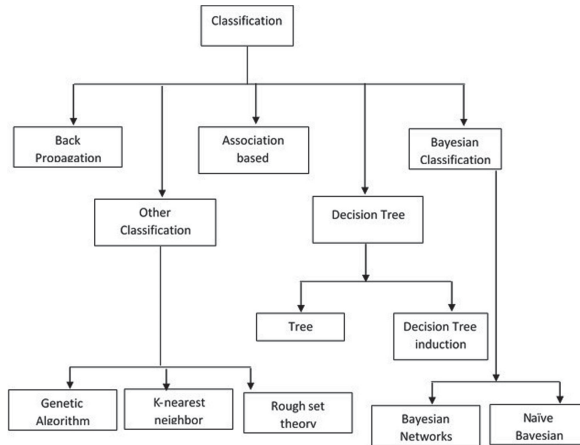 Classification
Back
Propagation
Association
based
Bayesian
Classification
Other
Classification
Decision Tree
Tree
Decision Tree
induction
Genetic
Algorithm
K-nearest
neighbor
Rough set
theory
Bayesian
Networks
Naïve
Bayesian